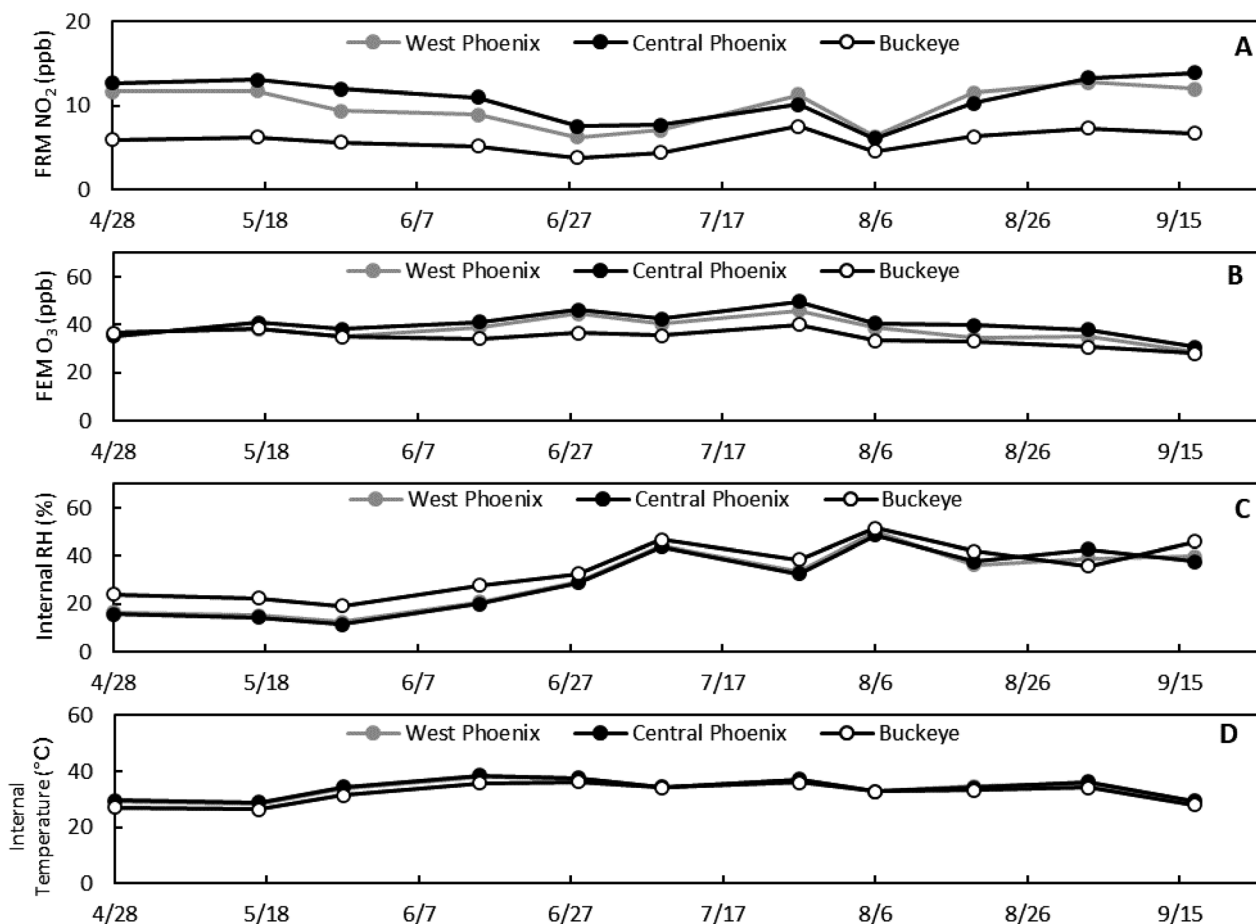 20
West Phoenix Central Phoenix Buckeye A
FRM NO₂ (ppb)
10
0
4/28 5/18 6/7 6/27 7/17 8/6 8/26 9/15
60
West Phoenix Central Phoenix Buckeye B
FEM O₃ (ppb)
40
20
0
4/28 5/18 6/7 6/27 7/17 8/6 8/26 9/15
60
West Phoenix Central Phoenix Buckeye C
Internal RH (%)
40
20
0
4/28 5/18 6/7 6/27 7/17 8/6 8/26 9/15
60
West Phoenix Central Phoenix Buckeye D
Internal
Temperature (°C)
40
20
0
4/28 5/18 6/7 6/27 7/17 8/6 8/26 9/15